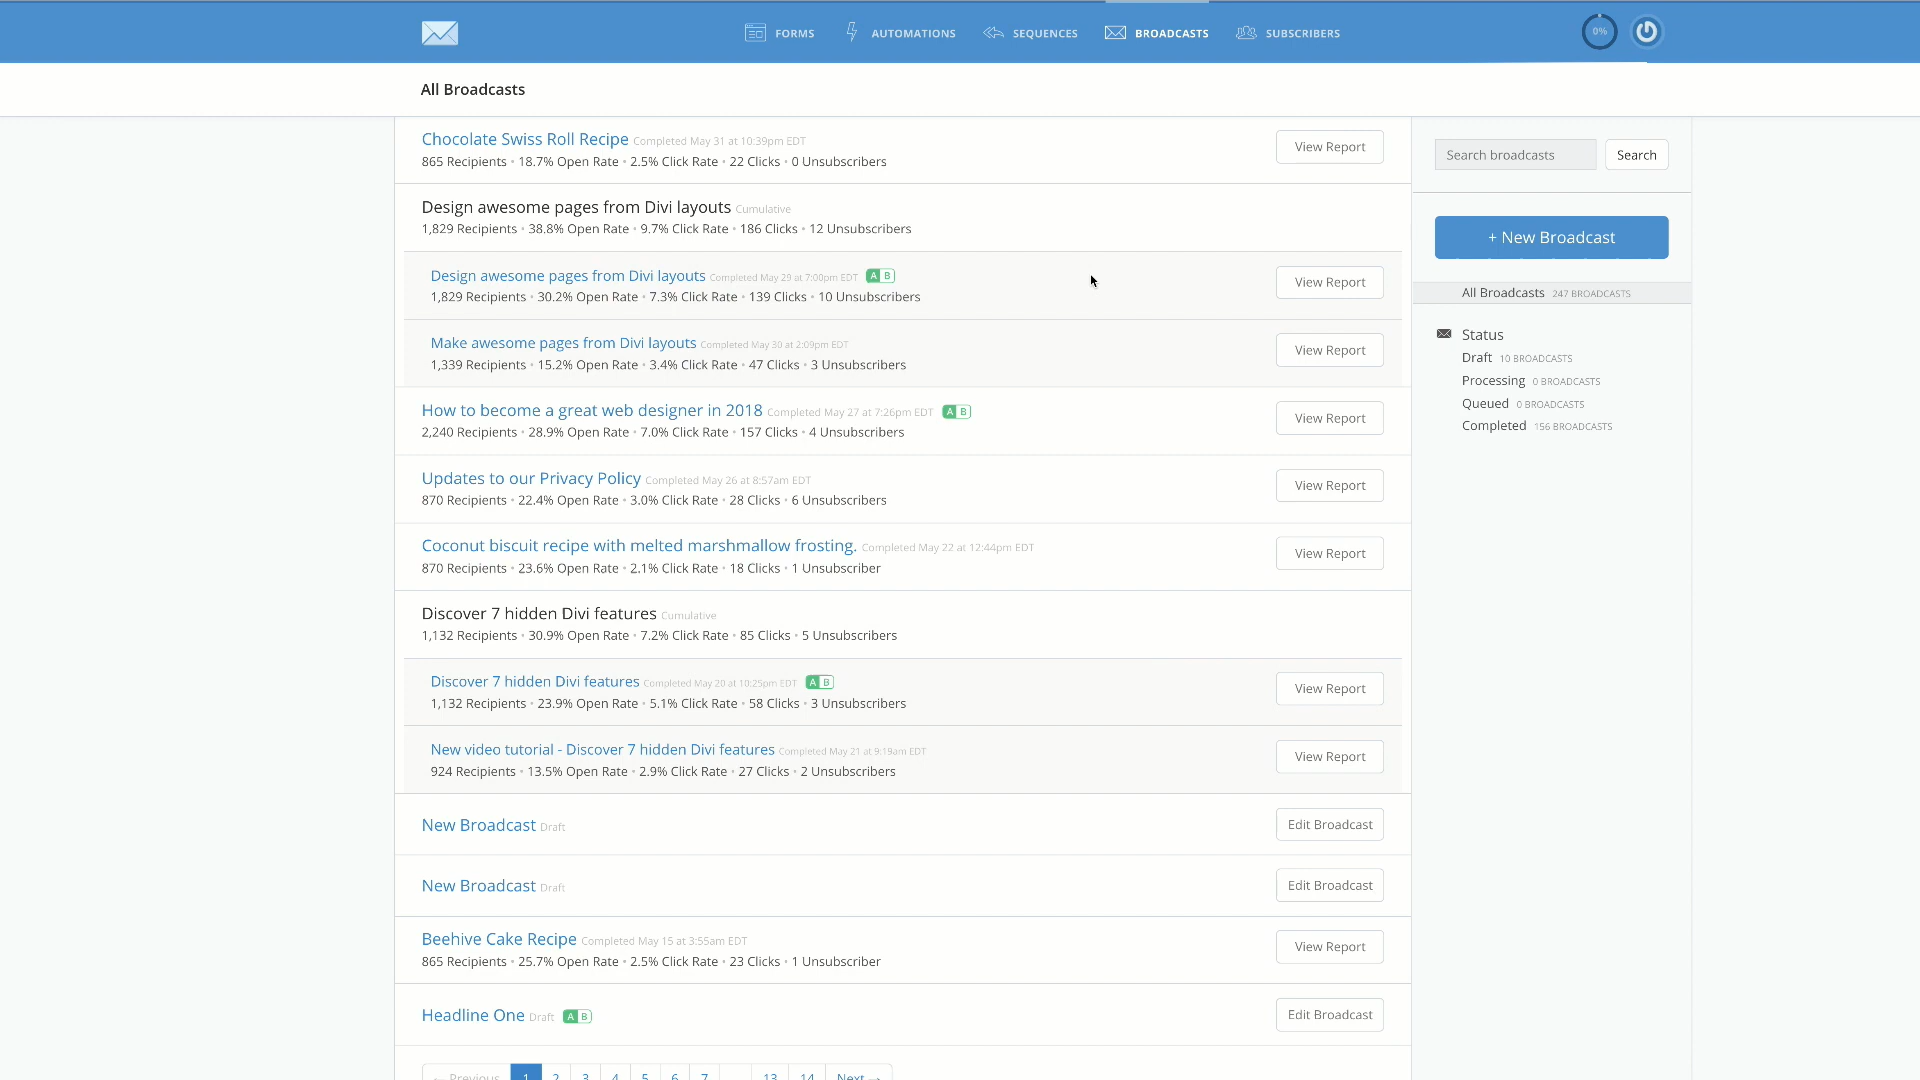 FORMS AUTOMATIONS SEQUENCES BROADCASTS SUBSCRIBERS 0%
All Broadcasts
Chocolate Swiss Roll Recipe Completed May 31 at 10:39pm EDT
865 Recipients • 18.7% Open Rate • 2.5% Click Rate • 22 Clicks • 0 Unsubscribers
View Report
Design awesome pages from Divi layouts Cumulative
1,829 Recipients • 38.8% Open Rate • 9.7% Click Rate • 186 Clicks • 12 Unsubscribers
Design awesome pages from Divi layouts Completed May 29 at 7:00pm EDT A B
1,829 Recipients • 30.2% Open Rate • 7.3% Click Rate • 139 Clicks • 10 Unsubscribers
View Report
Make awesome pages from Divi layouts Completed May 30 at 2:09pm EDT
1,339 Recipients • 15.2% Open Rate • 3.4% Click Rate • 47 Clicks • 3 Unsubscribers
View Report
How to become a great web designer in 2018 Completed May 27 at 7:26pm EDT A B
2,240 Recipients • 28.9% Open Rate • 7.0% Click Rate • 157 Clicks • 4 Unsubscribers
View Report
Updates to our Privacy Policy Completed May 26 at 8:57am EDT
870 Recipients • 22.4% Open Rate • 3.0% Click Rate • 28 Clicks • 6 Unsubscribers
View Report
Coconut biscuit recipe with melted marshmallow frosting. Completed May 22 at 12:44pm EDT
870 Recipients • 23.6% Open Rate • 2.1% Click Rate • 18 Clicks • 1 Unsubscriber
View Report
Discover 7 hidden Divi features Cumulative
1,132 Recipients • 30.9% Open Rate • 7.2% Click Rate • 85 Clicks • 5 Unsubscribers
Discover 7 hidden Divi features Completed May 20 at 10:25pm EDT A B
1,132 Recipients • 23.9% Open Rate • 5.1% Click Rate • 58 Clicks • 3 Unsubscribers
View Report
New video tutorial - Discover 7 hidden Divi features Completed May 21 at 9:19am EDT
924 Recipients • 13.5% Open Rate • 2.9% Click Rate • 27 Clicks • 2 Unsubscribers
View Report
New Broadcast Draft
Edit Broadcast
New Broadcast Draft
Edit Broadcast
Beehive Cake Recipe Completed May 15 at 3:55am EDT
865 Recipients • 25.7% Open Rate • 2.5% Click Rate • 23 Clicks • 1 Unsubscriber
View Report
Headline One Draft A B
Edit Broadcast
← Previous 1 2 3 4 5 6 7 13 14 Next →
Search broadcasts Search
+ New Broadcast
All Broadcasts 247 BROADCASTS
Status
Draft 10 BROADCASTS
Processing 0 BROADCASTS
Queued 0 BROADCASTS
Completed 156 BROADCASTS